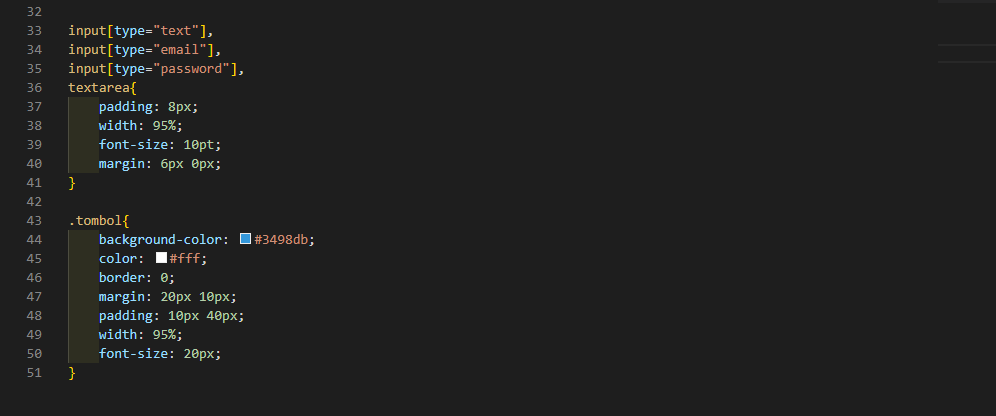 32
33 input[type="text"],
34 input[type="email"],
35 input[type="password"],
36 textarea{
37 padding: 8px;
38 width: 95%;
39 font-size: 10pt;
40 margin: 6px 0px;
41 }
42
43 .tombol{
44 background-color: #3498db;
45 color: #fff;
46 border: 0;
47 margin: 20px 10px;
48 padding: 10px 40px;
49 width: 95%;
50 font-size: 20px;
51 }